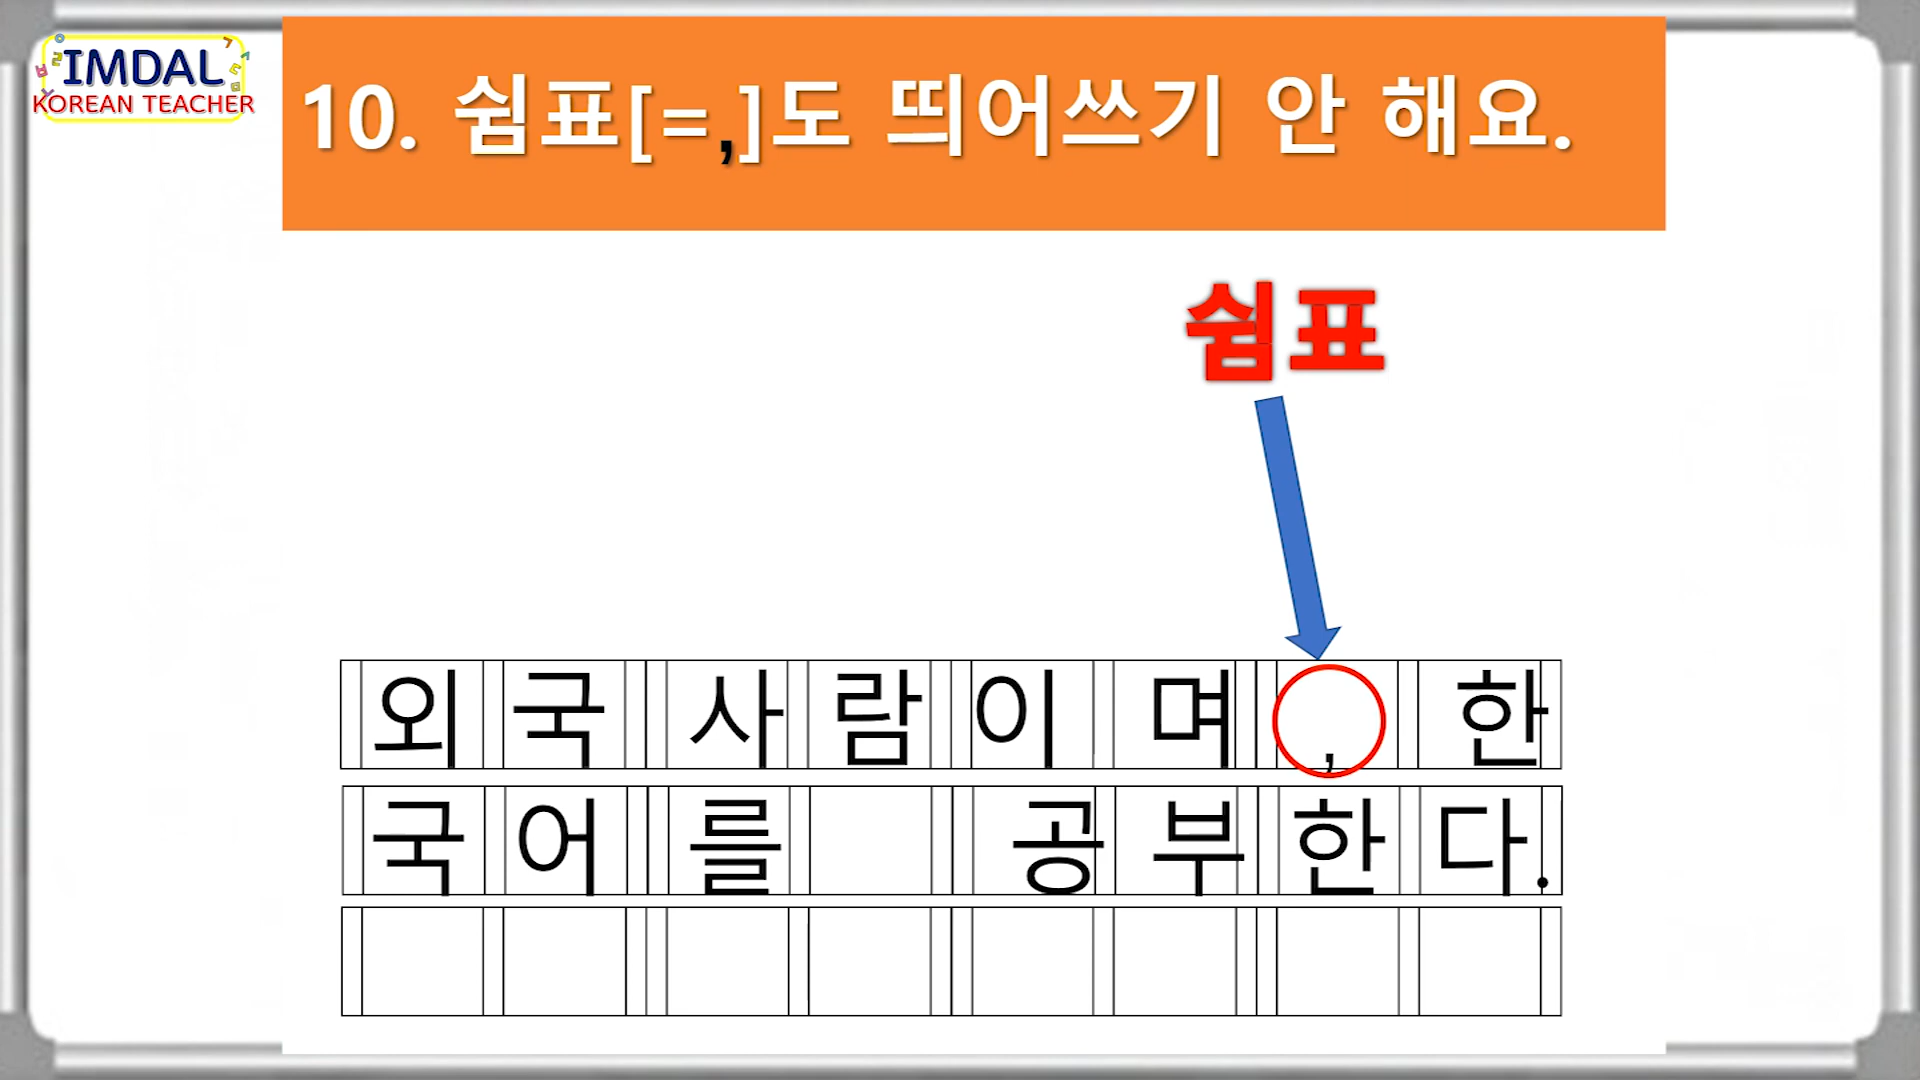 IMDAL
KOREAN TEACHER
10. 쉼표[=,]도 띄어쓰기 안 해요.
쉼표
외국사람이며, 한
국어를 공부한다.